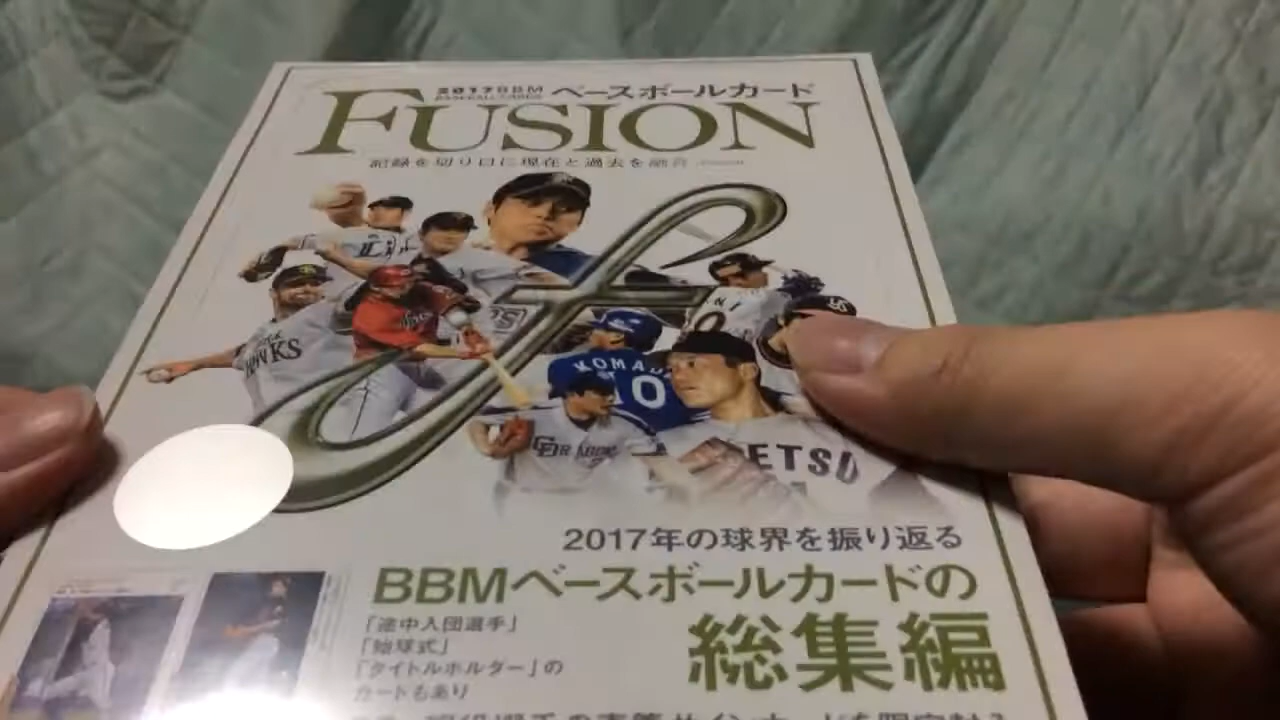 2017BBM ベースボールカード
BASEBALL CARDS
FUSION
記録を切り口に現在と過去を融合
HAWKS
KOMADA
10
DRAGONS
ETSU
2017年の球界を振り返る
BBMベースボールカードの
総集編
「途中入団選手」
「始球式」
「タイトルホルダー」の
カードもあり